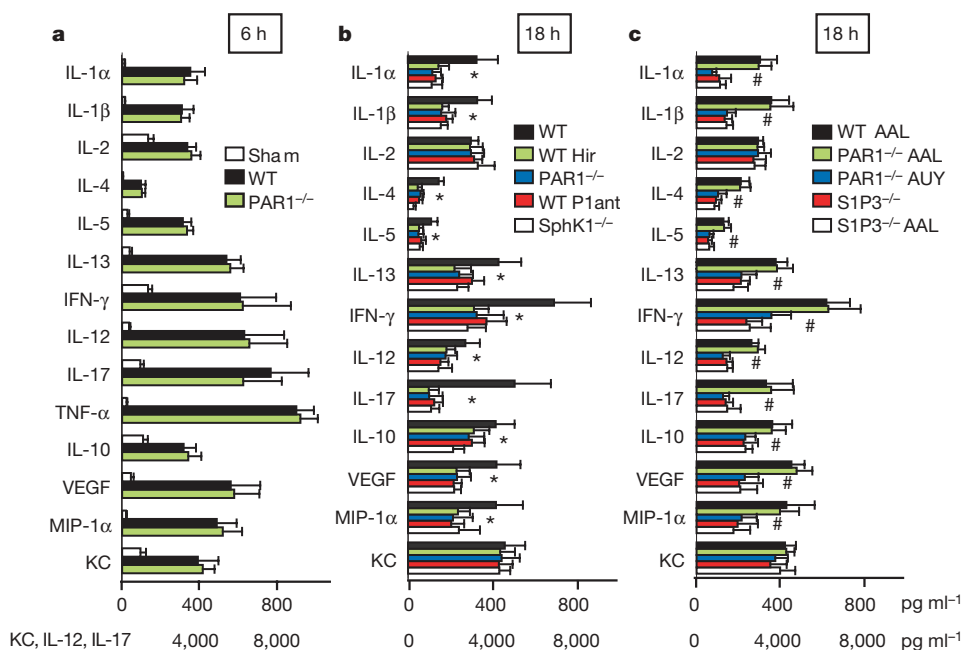 a 6 h
IL-1α
IL-1β
IL-2
IL-4
IL-5
IL-13
IFN-γ
IL-12
IL-17
TNF-α
IL-10
VEGF
MIP-1α
KC
Sham
WT
PAR1⁻/⁻
0 400 800
KC, IL-12, IL-17 4,000 8,000
b 18 h
IL-1α *
IL-1β *
IL-2
IL-4 *
IL-5 *
IL-13 *
IFN-γ *
IL-12 *
IL-17 *
IL-10 *
VEGF *
MIP-1α *
KC
WT
WT Hir
PAR1⁻/⁻
WT P1ant
SphK1⁻/⁻
0 400 800
0 4,000 8,000
c 18 h
IL-1α #
IL-1β #
IL-2
IL-4 #
IL-5 #
IL-13 #
IFN-γ #
IL-12 #
IL-17 #
IL-10 #
VEGF #
MIP-1α #
KC
WT AAL
PAR1⁻/⁻ AAL
PAR1⁻/⁻ AUY
S1P3⁻/⁻
S1P3⁻/⁻ AAL
0 400 800 pg ml⁻¹
0 4,000 8,000 pg ml⁻¹